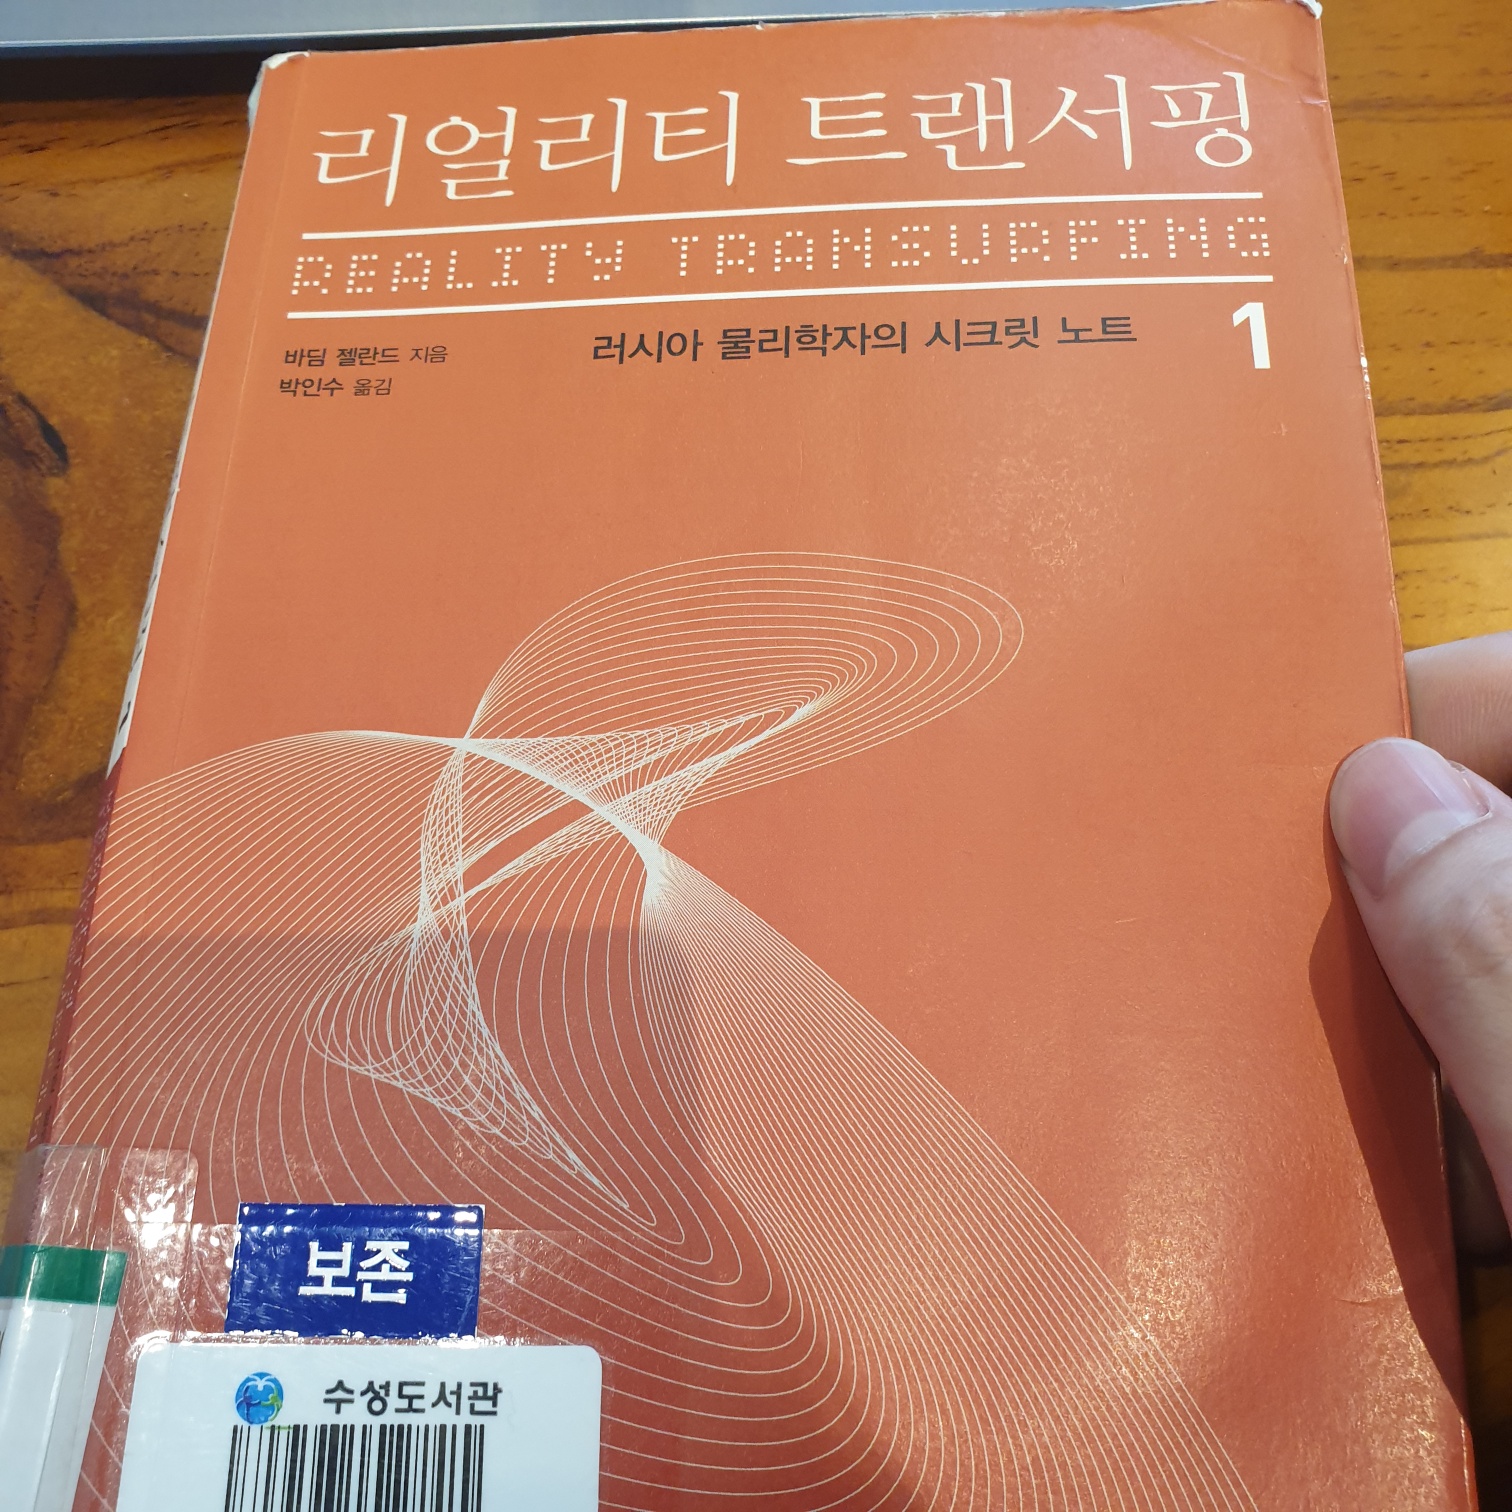 리얼리티 트랜서핑
REALITY TRANSURFING
러시아 물리학자의 시크릿 노트
1
바딤 젤란드 지음
박인수 옮김
보존
수성도서관